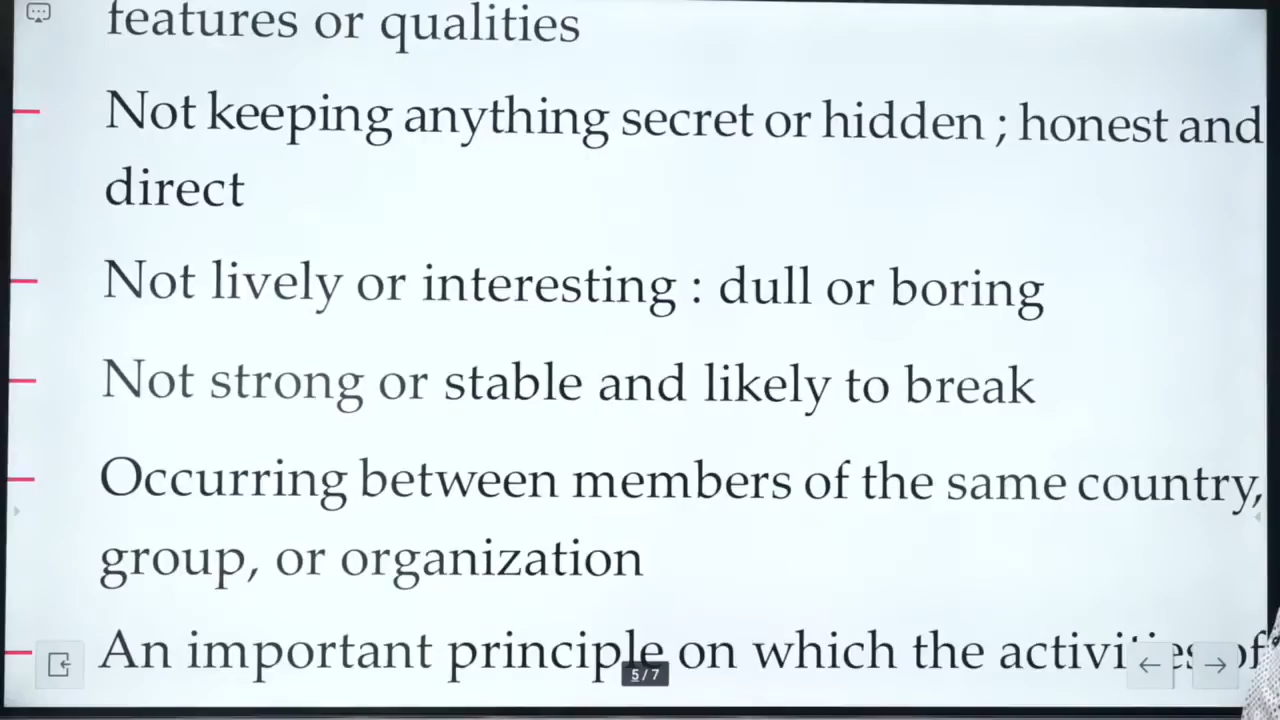 features or qualities
Not keeping anything secret or hidden ; honest and
direct
Not lively or interesting : dull or boring
Not strong or stable and likely to break
Occurring between members of the same country,
group, or organization
An important principle on which the activities of
5/7